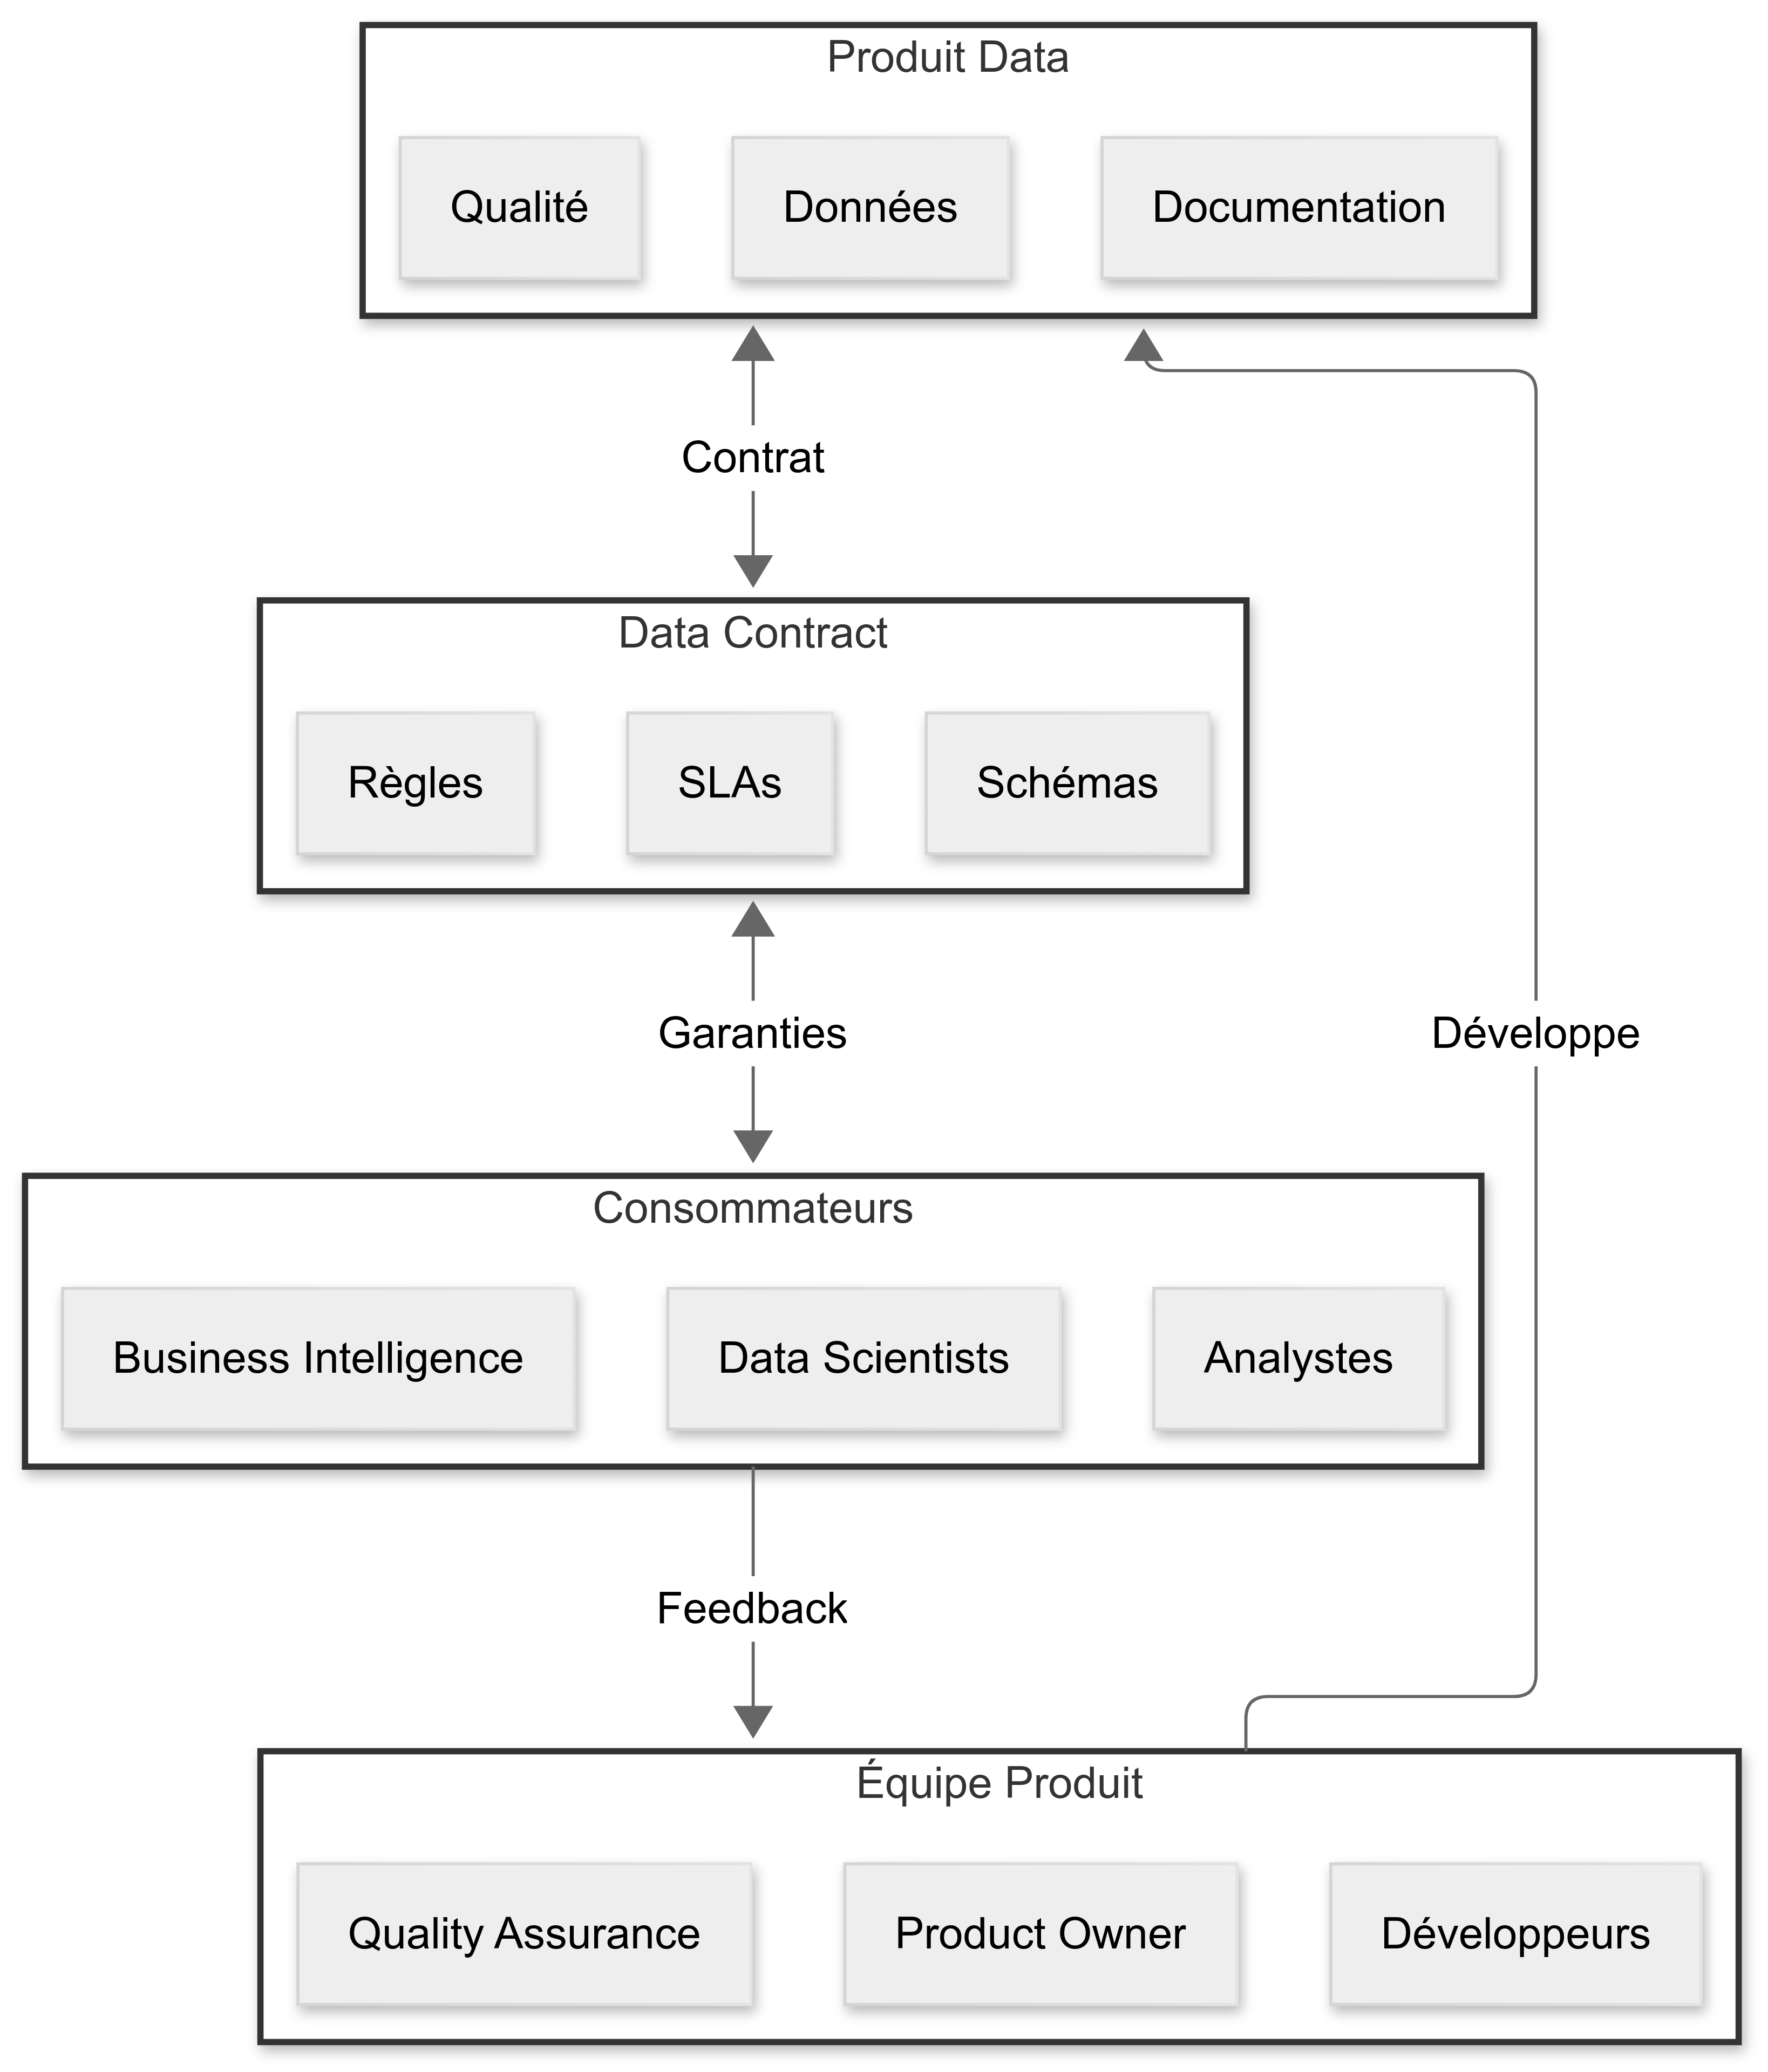 Produit Data
Qualité
Données
Documentation
Contrat
Data Contract
Règles
SLAs
Schémas
Garanties
Développe
Consommateurs
Business Intelligence
Data Scientists
Analystes
Feedback
Équipe Produit
Quality Assurance
Product Owner
Développeurs